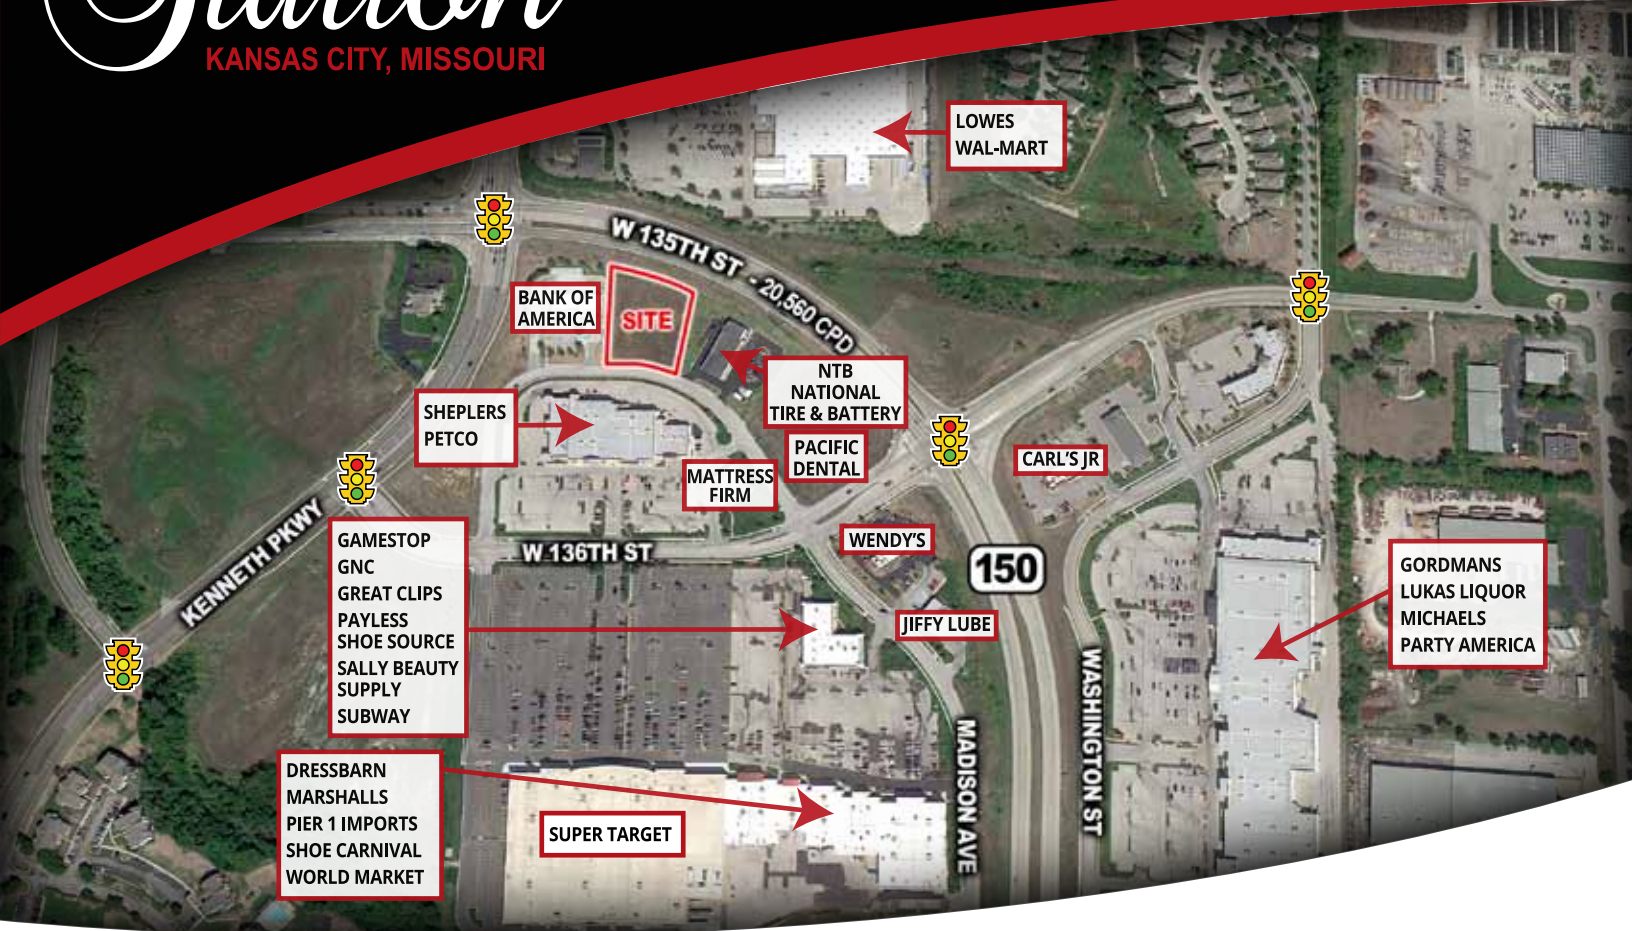 Station
KANSAS CITY, MISSOURI
LOWES
WAL-MART
W 135TH ST - 20,560 CPD
BANK OF
AMERICA
SITE
NTB
NATIONAL
TIRE & BATTERY
SHEPLERS
PETCO
PACIFIC
DENTAL
MATTRESS
FIRM
CARL'S JR
KENNETH PKWY
W 136TH ST
WENDY'S
150
GAMESTOP
GNC
GREAT CLIPS
PAYLESS
SHOE SOURCE
SALLY BEAUTY
SUPPLY
SUBWAY
JIFFY LUBE
GORDMANS
LUKAS LIQUOR
MICHAELS
PARTY AMERICA
MADISON AVE
WASHINGTON ST
DRESSBARN
MARSHALLS
PIER 1 IMPORTS
SHOE CARNIVAL
WORLD MARKET
SUPER TARGET